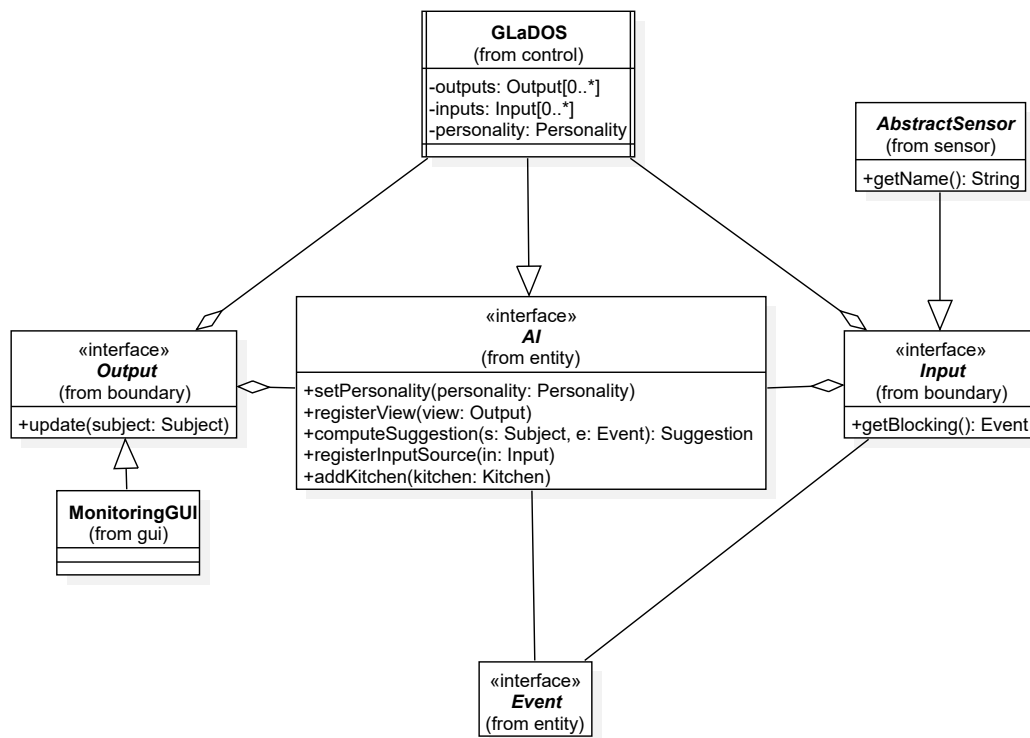 GLaDOS
(from control)
-outputs: Output[0..*]
-inputs: Input[0..*]
-personality: Personality
AbstractSensor
(from sensor)
+getName(): String
«interface»
Output
(from boundary)
+update(subject: Subject)
«interface»
AI
(from entity)
+setPersonality(personality: Personality)
+registerView(view: Output)
+computeSuggestion(s: Subject, e: Event): Suggestion
+registerInputSource(in: Input)
+addKitchen(kitchen: Kitchen)
«interface»
Input
(from boundary)
+getBlocking(): Event
MonitoringGUI
(from gui)
«interface»
Event
(from entity)